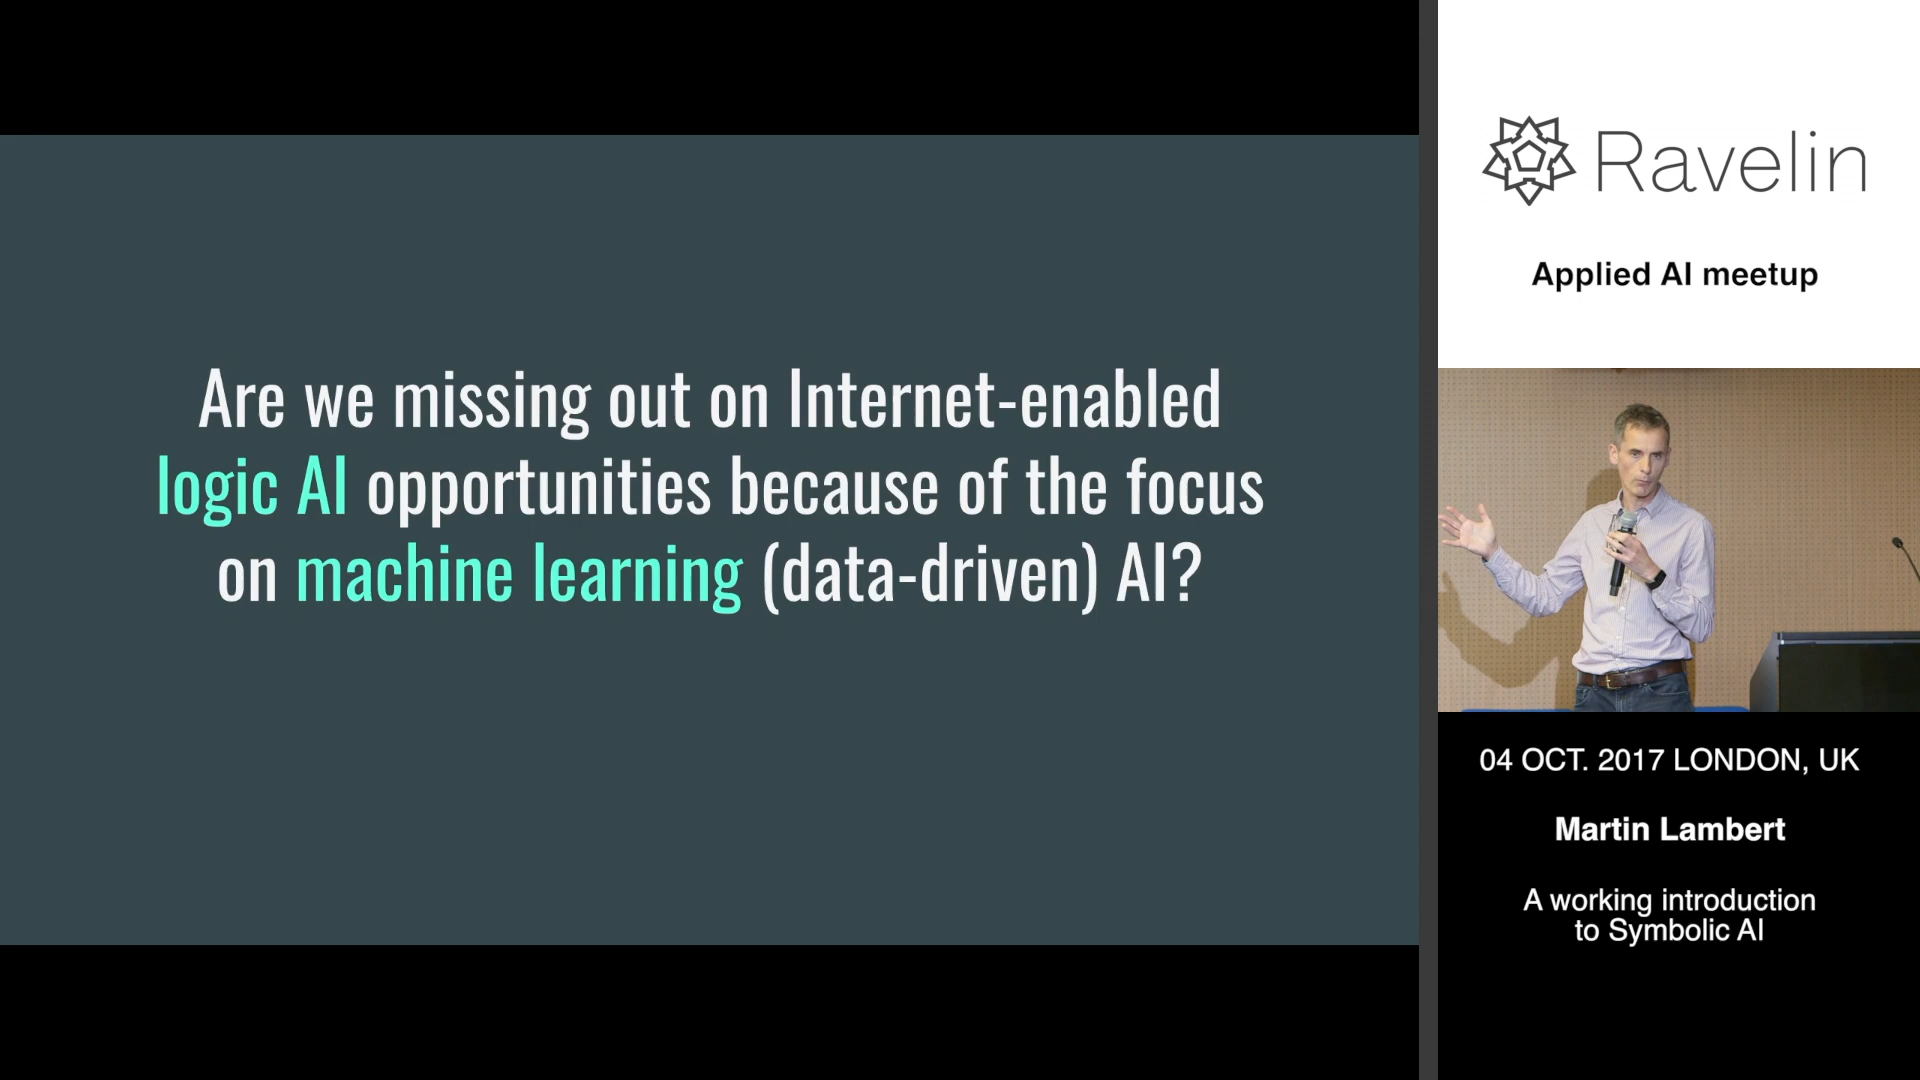 Are we missing out on Internet-enabled
logic AI opportunities because of the focus
on machine learning (data-driven) AI?
Ravelin
Applied AI meetup
04 OCT. 2017 LONDON, UK
Martin Lambert
A working introduction
to Symbolic AI